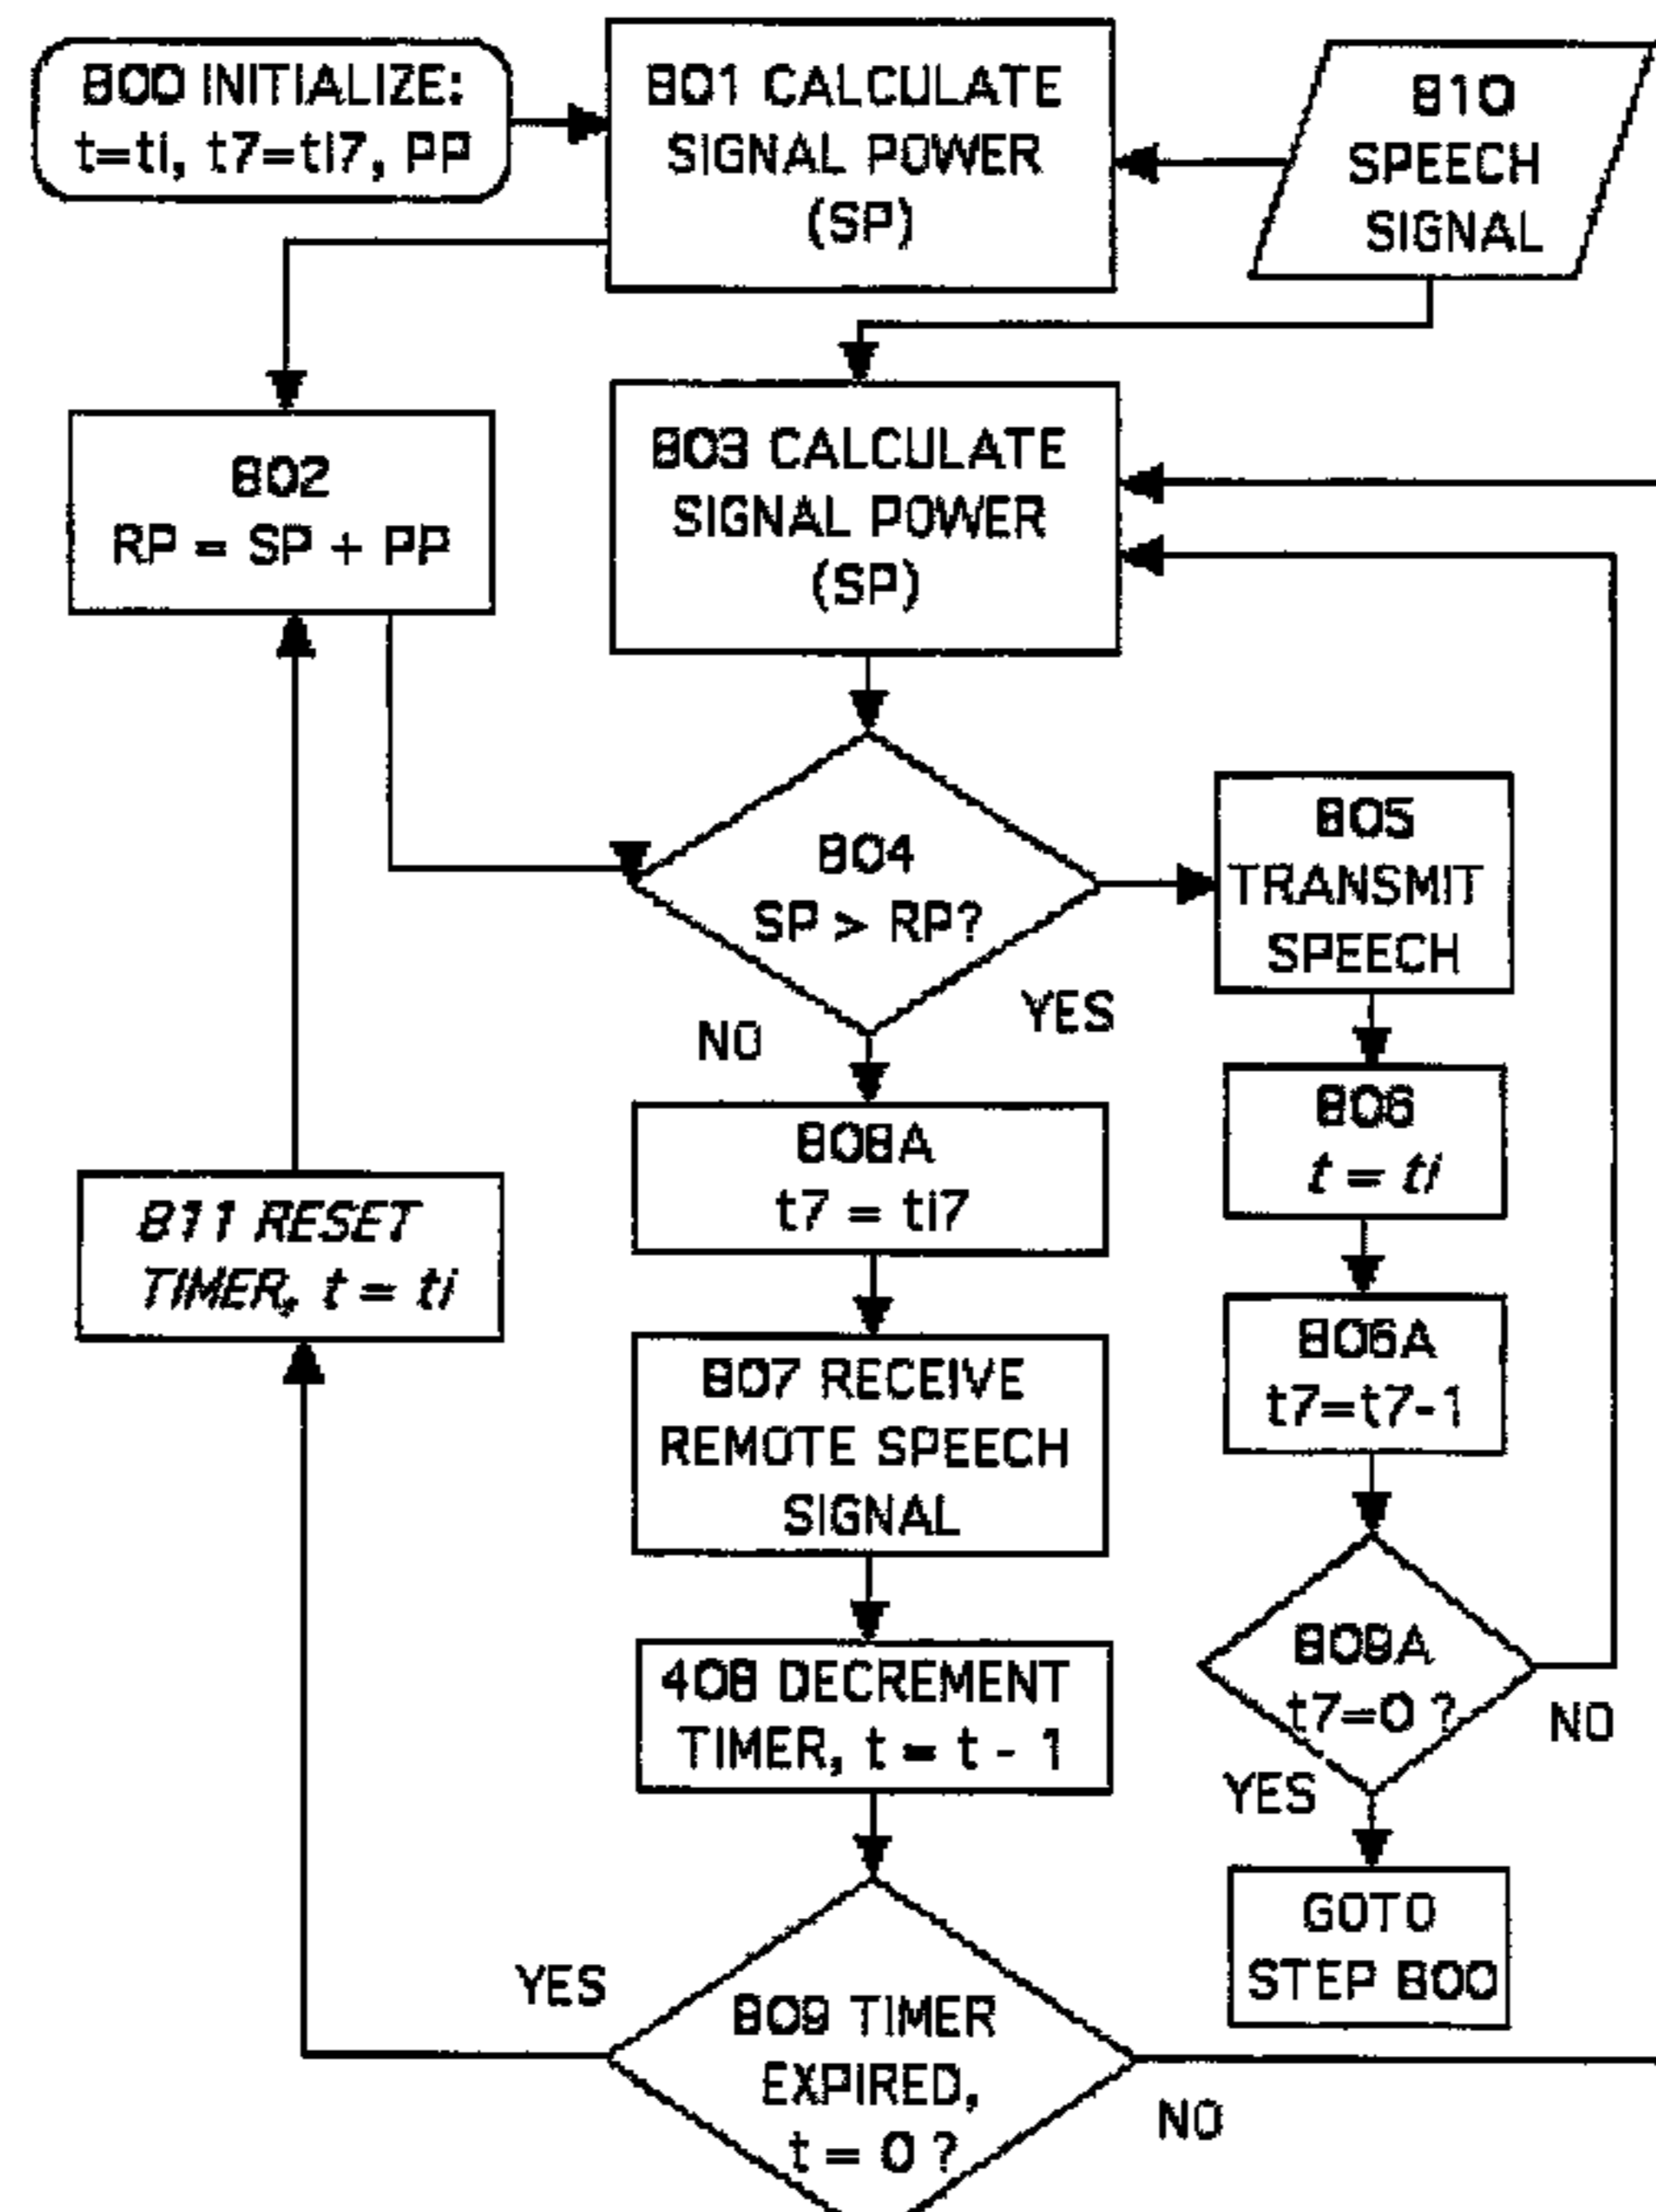 800 INITIALIZE:
t=ti, t7=ti7, PP
801 CALCULATE
SIGNAL POWER
(SP)
810
SPEECH
SIGNAL
802
RP = SP + PP
803 CALCULATE
SIGNAL POWER
(SP)
804
SP > RP?
NO
YES
805
TRANSMIT
SPEECH
806
t = ti
806A
t7=t7-1
809A
t7=0 ?
NO
YES
GOTO
STEP 800
808A
t7 = ti7
807 RECEIVE
REMOTE SPEECH
SIGNAL
408 DECREMENT
TIMER, t = t - 1
809 TIMER
EXPIRED,
t = 0 ?
YES
NO
811 RESET
TIMER, t = ti